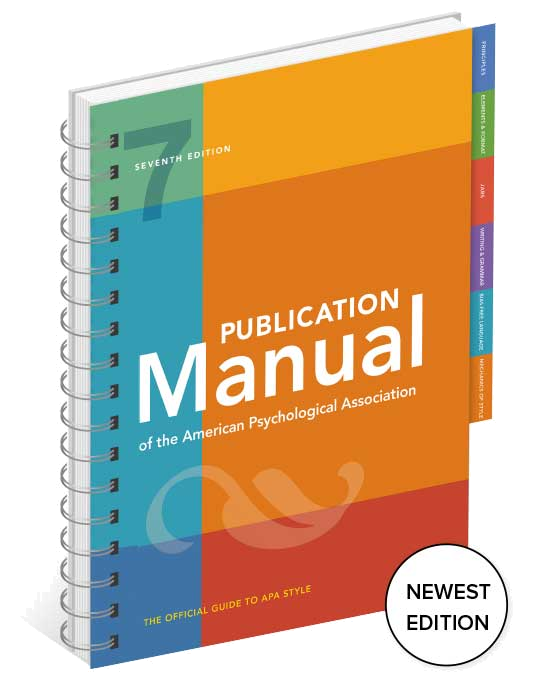 7
SEVENTH EDITION
PUBLICATION
Manual
of the American Psychological Association
THE OFFICIAL GUIDE TO APA STYLE
PRINCIPLES
ELEMENTS & FORMAT
JARS
WRITING & GRAMMAR
BIAS-FREE LANGUAGE
MECHANICS OF STYLE
NEWEST
EDITION